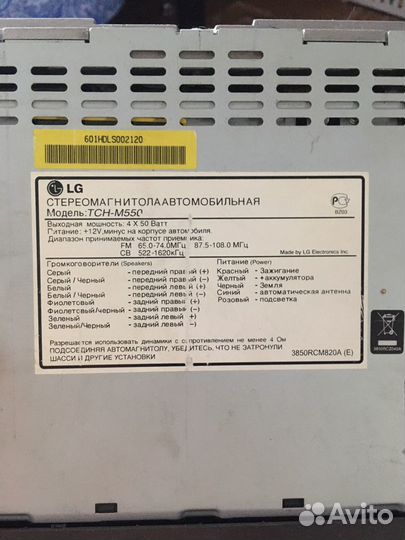 601HDLS002120
LG
СТЕРЕОМАГНИТОЛААВТОМОБИЛЬНАЯ
Модель:TCH-M550
PC
BZ03
Выходная мощность: 4 X 50 Ватт
Питание: +12V,минус на корпусе автомобиля.
Диапазон принимаемых частот приемника:
FM 65.0-74.0МГц 87.5-108.0 МГц
СВ 522-1620кГц
Made by LG Electronics Inc.
Громкоговорители (Speakers)
Серый - передний правый (+)
Серый / Черный - передний правый (-)
Белый - передний левый (+)
Белый / Черный - передний левый (-)
Фиолетовый - задний правый (+)
Фиолетовый/Черный - задний правый (-)
Зеленый - задний левый (+)
Зеленый/Черный - задний левый (-)
Питание (Power)
Красный - Зажигание
Желтый - + аккумулятора
Черный - Земля
Синий - автоматическая антенна
Розовый - подсветка
Разрешается использовать динамики с сопротивлением не менее 4 Ом
ПОДСОЕДИНЯЯ АВТОМАГНИТОЛУ, УБЕДИТЕСЬ, ЧТО НЕ ЗАТРОНУЛИ
ШАССИ И ДРУГИЕ УСТАНОВКИ
3850RCM820A (E)
3850RCZ040A
Avito